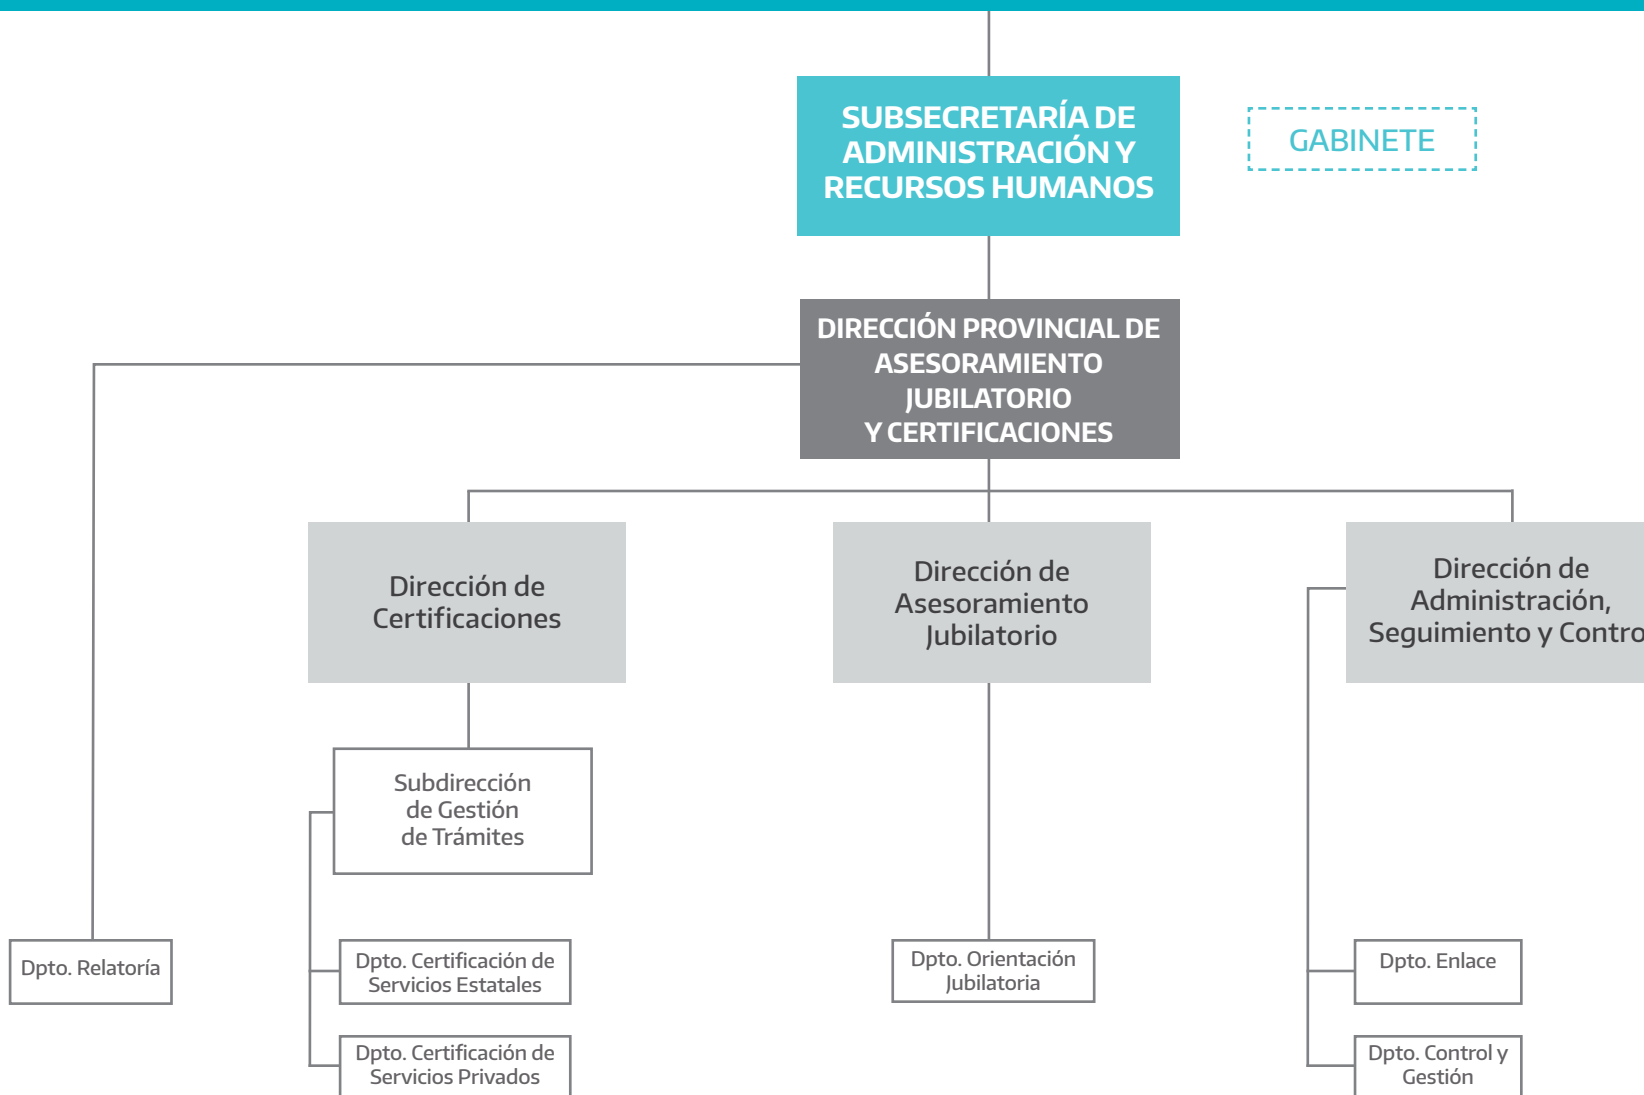 SUBSECRETARÍA DE
ADMINISTRACIÓN Y
RECURSOS HUMANOS
GABINETE
DIRECCIÓN PROVINCIAL DE
ASESORAMIENTO
JUBILATORIO
Y CERTIFICACIONES
Dirección de
Certificaciones
Dirección de
Asesoramiento
Jubilatorio
Dirección de
Administración,
Seguimiento y Contro
Subdirección
de Gestión
de Trámites
Dpto. Relatoría
Dpto. Certificación de
Servicios Estatales
Dpto. Orientación
Jubilatoria
Dpto. Enlace
Dpto. Certificación de
Servicios Privados
Dpto. Control y
Gestión